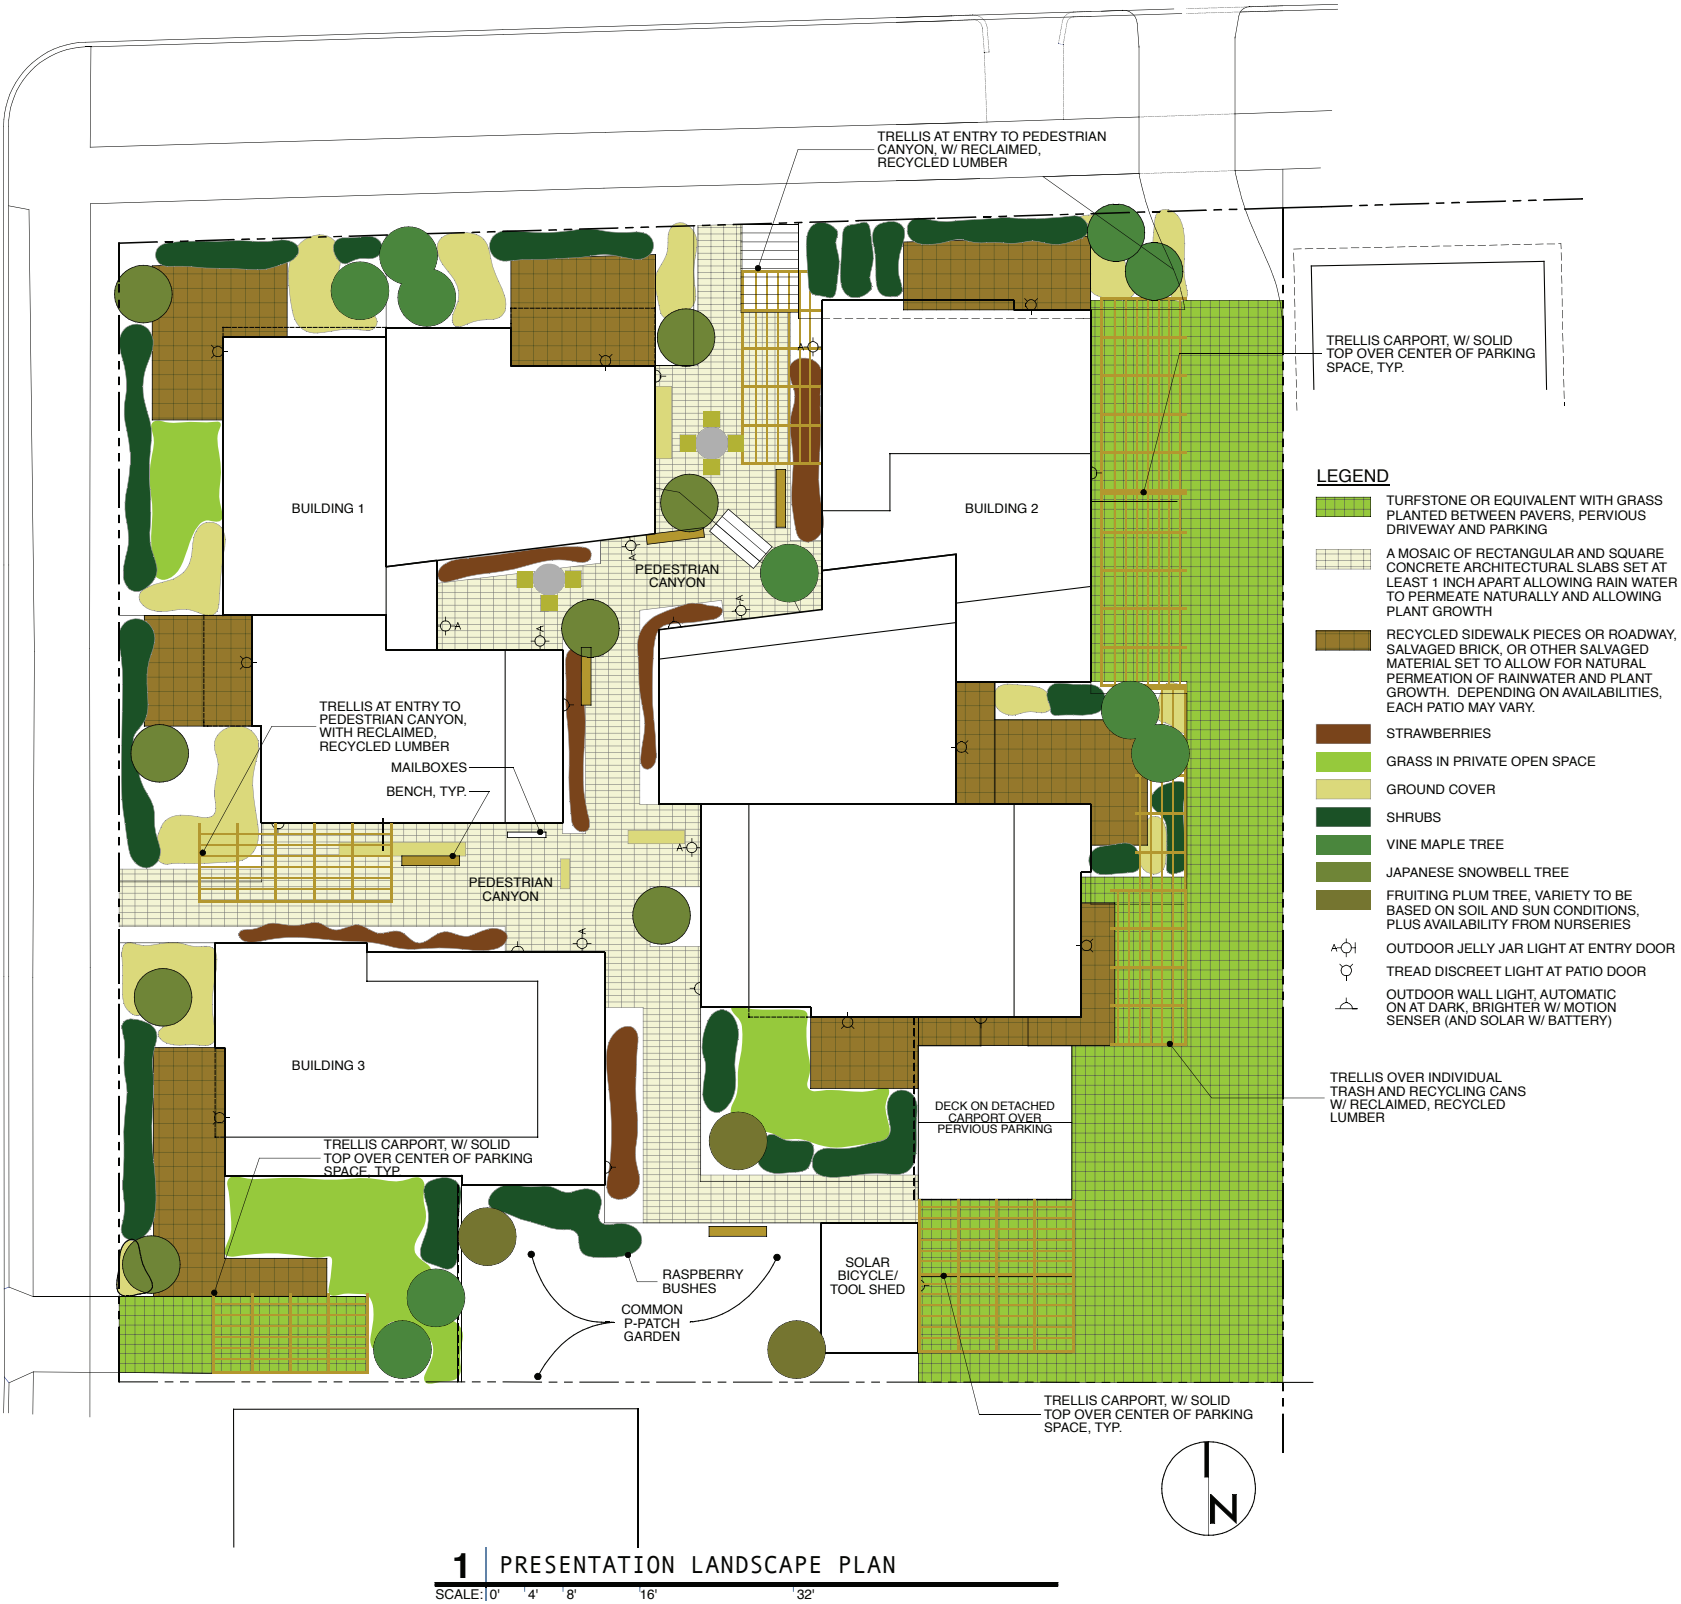 TRELLIS AT ENTRY TO PEDESTRIAN
CANYON, W/ RECLAIMED,
RECYCLED LUMBER
TRELLIS CARPORT, W/ SOLID
TOP OVER CENTER OF PARKING
SPACE, TYP.
A
LEGEND
TURFSTONE OR EQUIVALENT WITH GRASS
PLANTED BETWEEN PAVERS, PERVIOUS
DRIVEWAY AND PARKING
BUILDING 1
BUILDING 2
A MOSAIC OF RECTANGULAR AND SQUARE
CONCRETE ARCHITECTURAL SLABS SET AT
LEAST 1 INCH APART ALLOWING RAIN WATER
TO PERMEATE NATURALLY AND ALLOWING
PLANT GROWTH
A
PEDESTRIAN
CANYON
A
A
A
RECYCLED SIDEWALK PIECES OR ROADWAY,
SALVAGED BRICK, OR OTHER SALVAGED
MATERIAL SET TO ALLOW FOR NATURAL
PERMEATION OF RAINWATER AND PLANT
GROWTH. DEPENDING ON AVAILABILITIES,
EACH PATIO MAY VARY.
TRELLIS AT ENTRY TO
PEDESTRIAN CANYON,
WITH RECLAIMED,
RECYCLED LUMBER
MAILBOXES
BENCH, TYP.
STRAWBERRIES
GRASS IN PRIVATE OPEN SPACE
GROUND COVER
SHRUBS
VINE MAPLE TREE
JAPANESE SNOWBELL TREE
FRUITING PLUM TREE, VARIETY TO BE
BASED ON SOIL AND SUN CONDITIONS,
PLUS AVAILABILITY FROM NURSERIES
A
PEDESTRIAN
CANYON
A
A
OUTDOOR JELLY JAR LIGHT AT ENTRY DOOR
TREAD DISCREET LIGHT AT PATIO DOOR
OUTDOOR WALL LIGHT, AUTOMATIC
ON AT DARK, BRIGHTER W/ MOTION
SENSER (AND SOLAR W/ BATTERY)
BUILDING 3
TRELLIS OVER INDIVIDUAL
TRASH AND RECYCLING CANS
W/ RECLAIMED, RECYCLED
LUMBER
DECK ON DETACHED
CARPORT OVER
PERVIOUS PARKING
TRELLIS CARPORT, W/ SOLID
TOP OVER CENTER OF PARKING
SPACE, TYP.
RASPBERRY
BUSHES
COMMON
P-PATCH
GARDEN
SOLAR
BICYCLE/
TOOL SHED
TRELLIS CARPORT, W/ SOLID
TOP OVER CENTER OF PARKING
SPACE, TYP.
N
1 PRESENTATION LANDSCAPE PLAN
SCALE: 0' 4' 8' 16' 32'